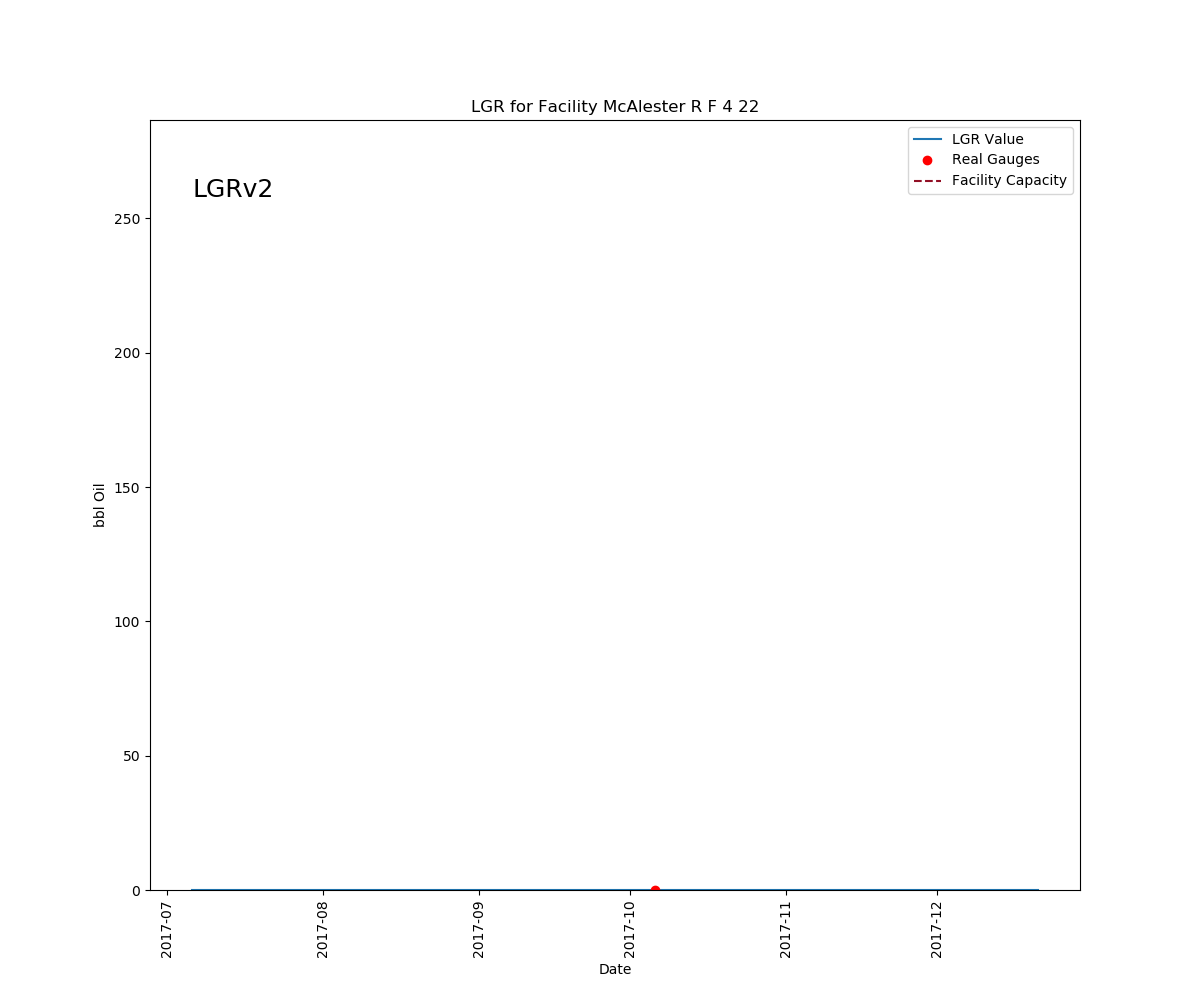 LGR for Facility McAlester R F 4 22
LGR Value
Real Gauges
Facility Capacity
LGRv2
250
200
150
100
50
0
bbl Oil
2017-07
2017-08
2017-09
2017-10
2017-11
2017-12
Date